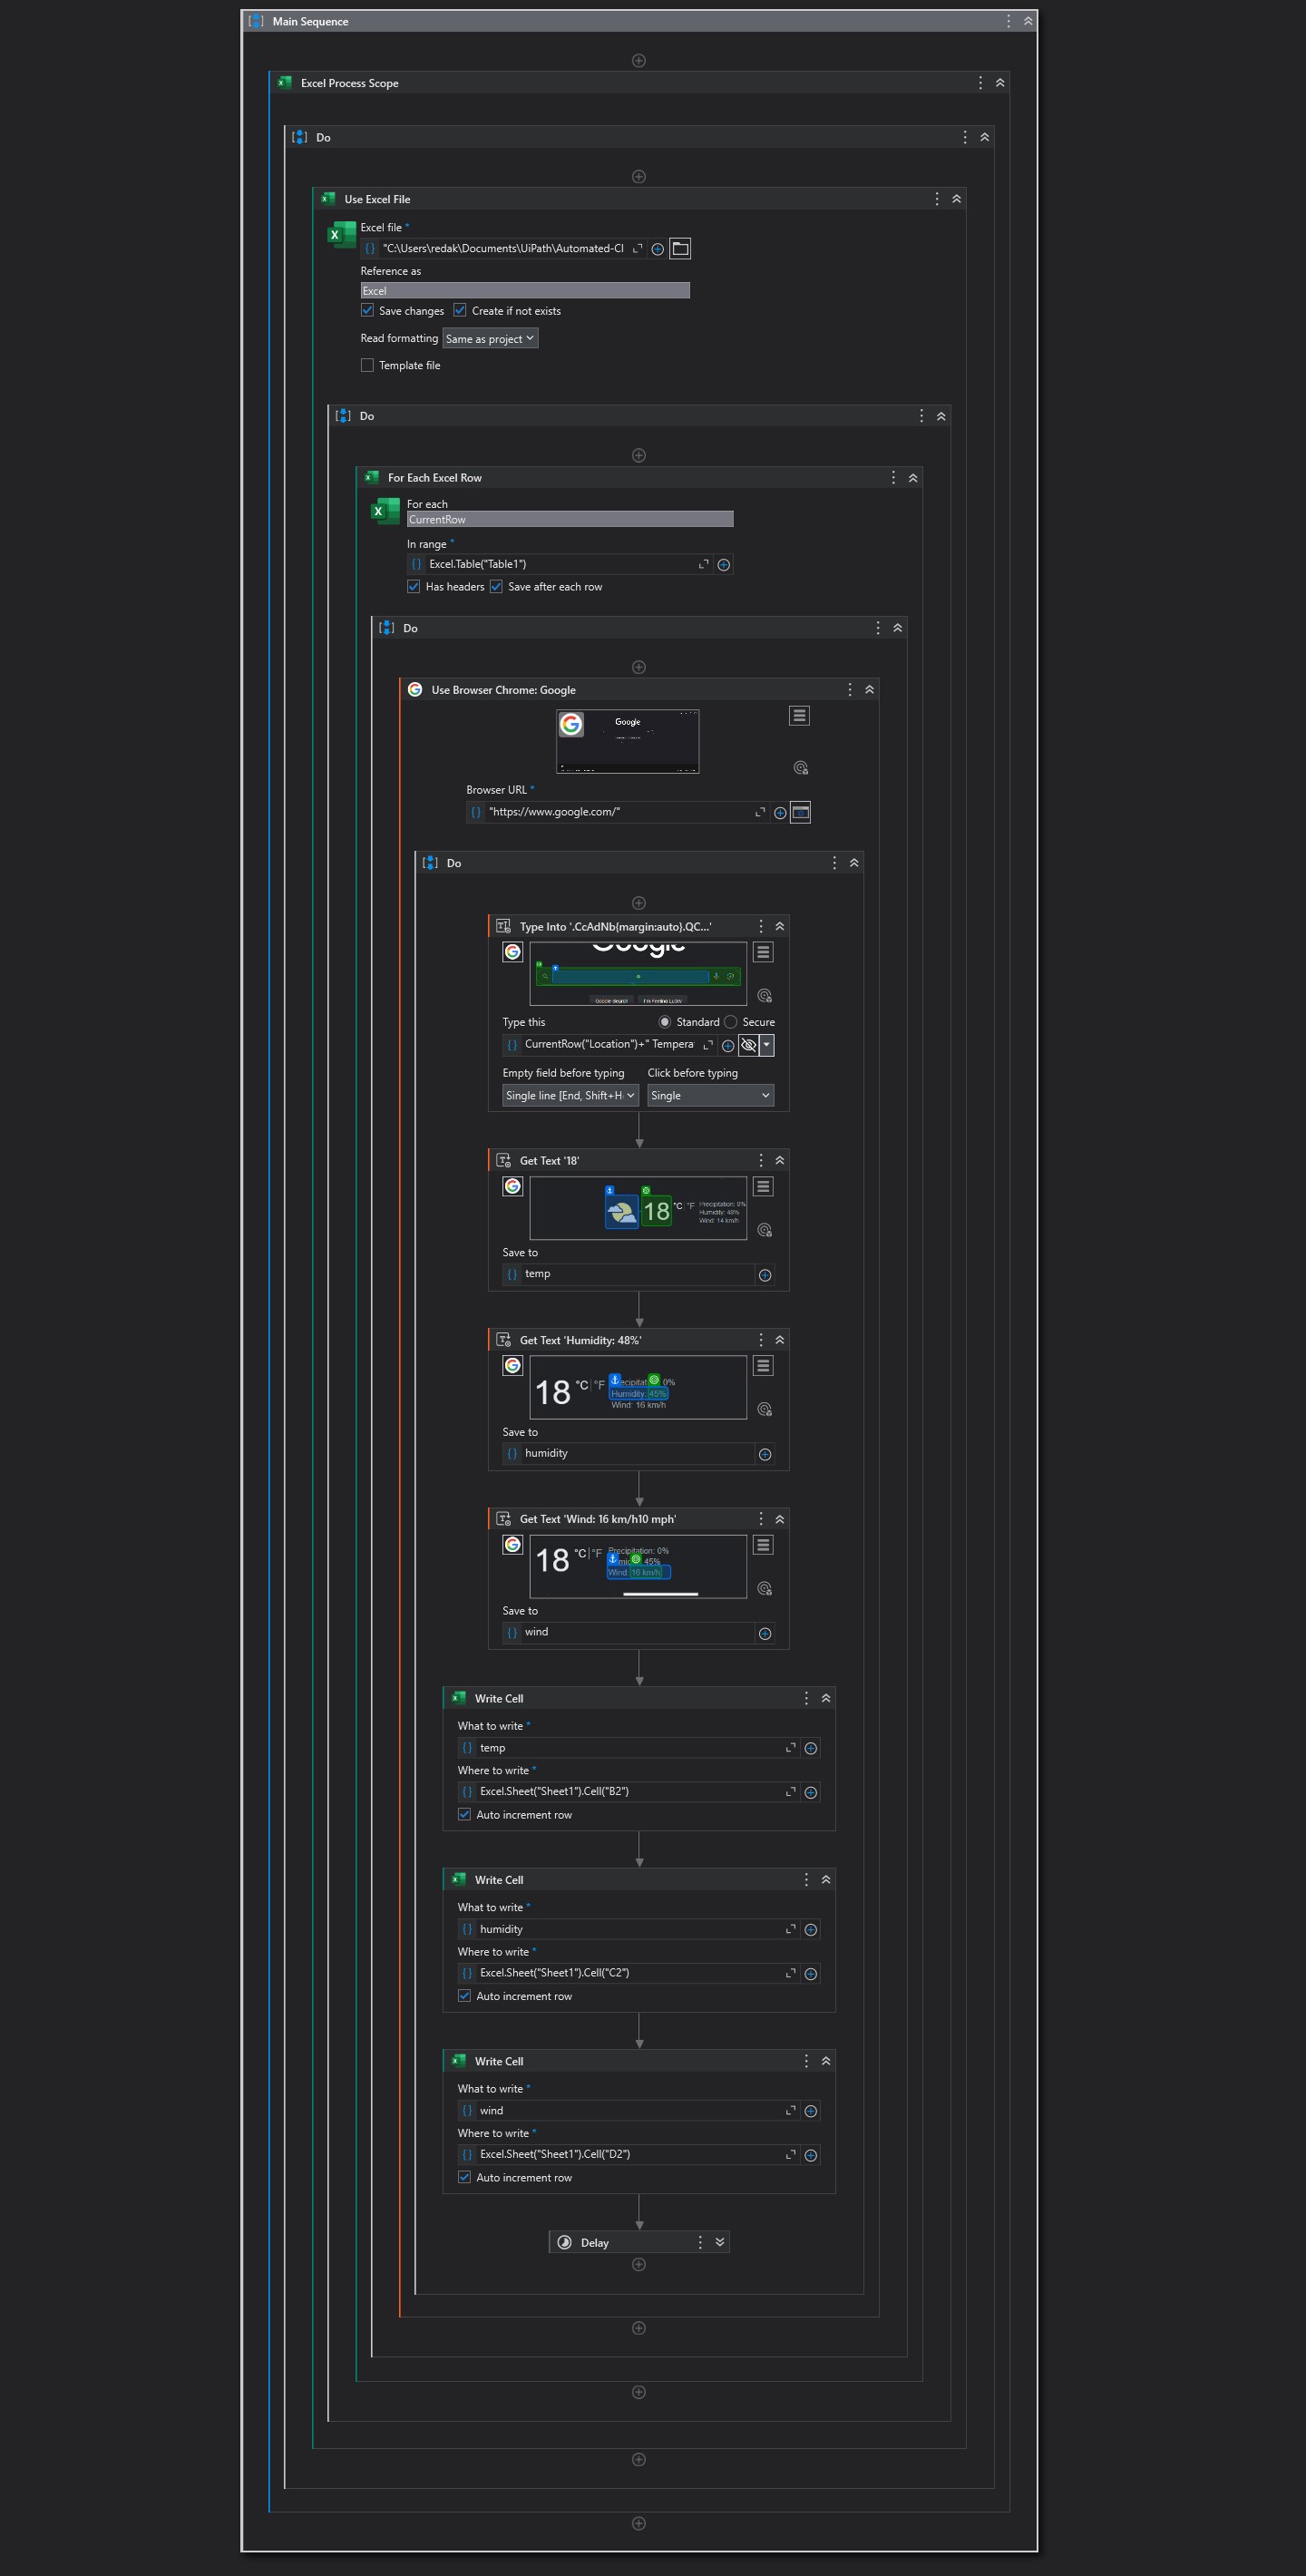 Main Sequence
Excel Process Scope
Do
Use Excel File
Excel file *
"C:\Users\redak\Documents\UiPath\Automated-Cl
Reference as
Excel
Save changes Create if not exists
Read formatting Same as project
Template file
Do
For Each Excel Row
For each
CurrentRow
In range *
Excel.Table("Table1")
Has headers Save after each row
Do
Use Browser Chrome: Google
Google
Browser URL *
"https://www.google.com/"
Do
Type Into '.CcAdNb{margin:auto}.QC...'
Google
Google Search I'm Feeling Lucky
Type this Standard Secure
CurrentRow("Location")+" Tempera
Empty field before typing Click before typing
Single line [End, Shift+H Single
Get Text '18'
18 °C | °F Precipitation: 0%
Humidity: 48%
Wind: 14 km/h
Save to
temp
Get Text 'Humidity: 48%'
18 °C | °F 0%
Humidity: 45%
Wind: 16 km/h
Save to
humidity
Get Text 'Wind: 16 km/h10 mph'
18 °C | °F Precipitation: 0%
45%
Wind: 16 km/h
Save to
wind
Write Cell
What to write *
temp
Where to write *
Excel.Sheet("Sheet1").Cell("B2")
Auto increment row
Write Cell
What to write *
humidity
Where to write *
Excel.Sheet("Sheet1").Cell("C2")
Auto increment row
Write Cell
What to write *
wind
Where to write *
Excel.Sheet("Sheet1").Cell("D2")
Auto increment row
Delay